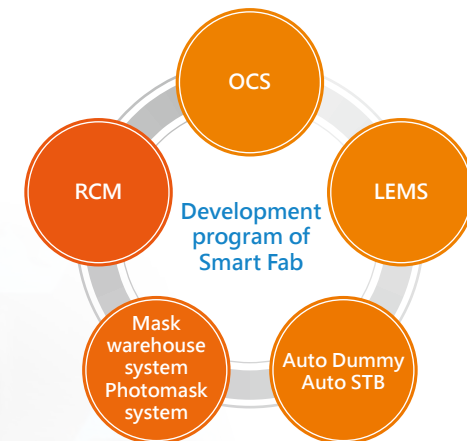 OCS
RCM
LEMS
Development
program of
Smart Fab
Mask
warehouse
system
Photomask
system
Auto Dummy
Auto STB